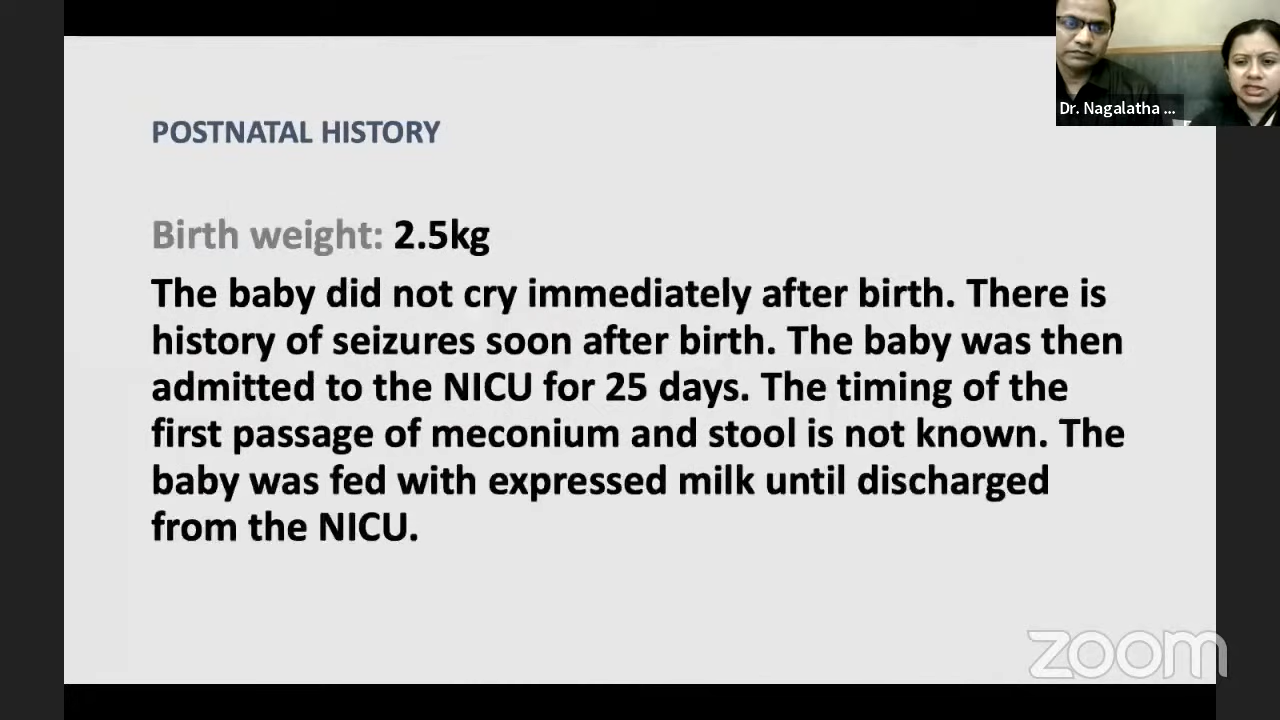 Dr. Nagalatha ...
POSTNATAL HISTORY
Birth weight: 2.5kg
The baby did not cry immediately after birth. There is
history of seizures soon after birth. The baby was then
admitted to the NICU for 25 days. The timing of the
first passage of meconium and stool is not known. The
baby was fed with expressed milk until discharged
from the NICU.
zoom